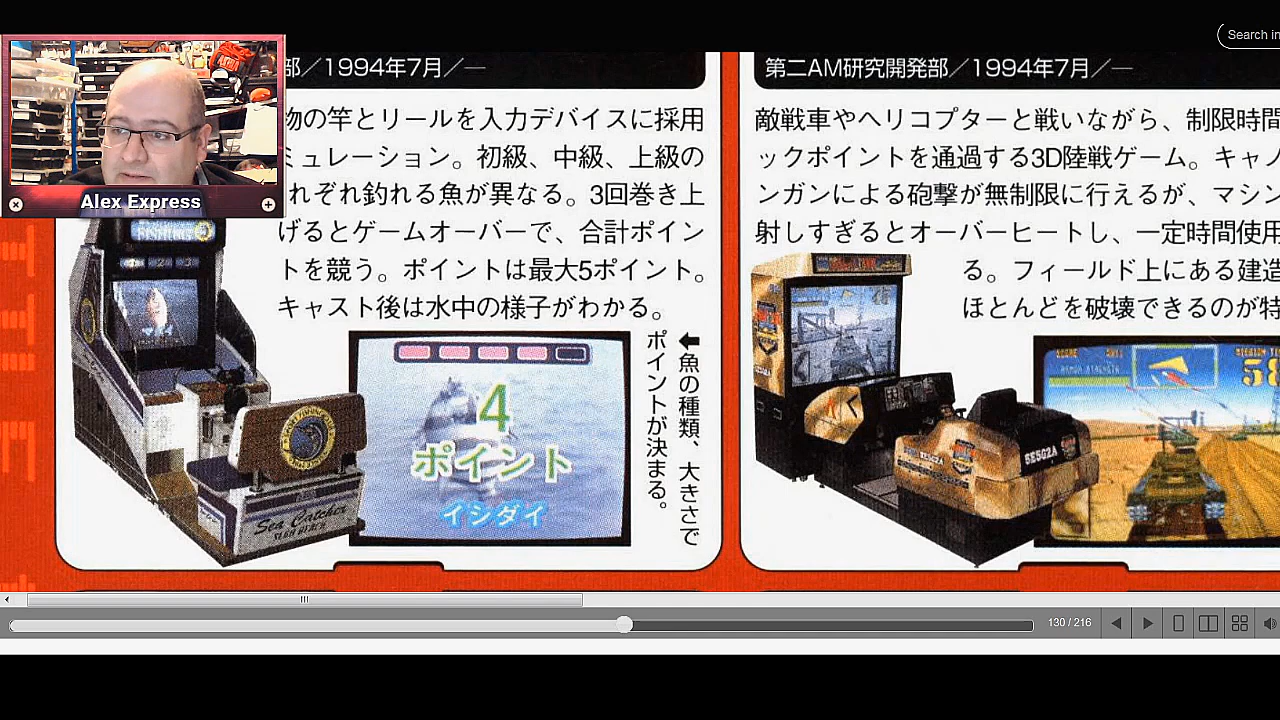 Search in
Alex Express
部／1994年7月／―
物の竿とリールを入力デバイスに採用
ミュレーション。初級、中級、上級の
れぞれ釣れる魚が異なる。3回巻き上
げるとゲームオーバーで、合計ポイン
トを競う。ポイントは最大5ポイント。
キャスト後は水中の様子がわかる。
⬅魚の種類、大きさで
ポイントが決まる。
4
ポイント
イシダイ
FISHING
Sea Catcher
第二AM研究開発部／1994年7月／―
敵戦車やヘリコプターと戦いながら、制限時間
ックポイントを通過する3D陸戦ゲーム。キャノ
ンガンによる砲撃が無制限に行えるが、マシン
射しすぎるとオーバーヒートし、一定時間使用
る。フィールド上にある建造
ほとんどを破壊できるのが特
5E502A
SCORE
ARMOR STRENGTH
MISSION
58
130 / 216